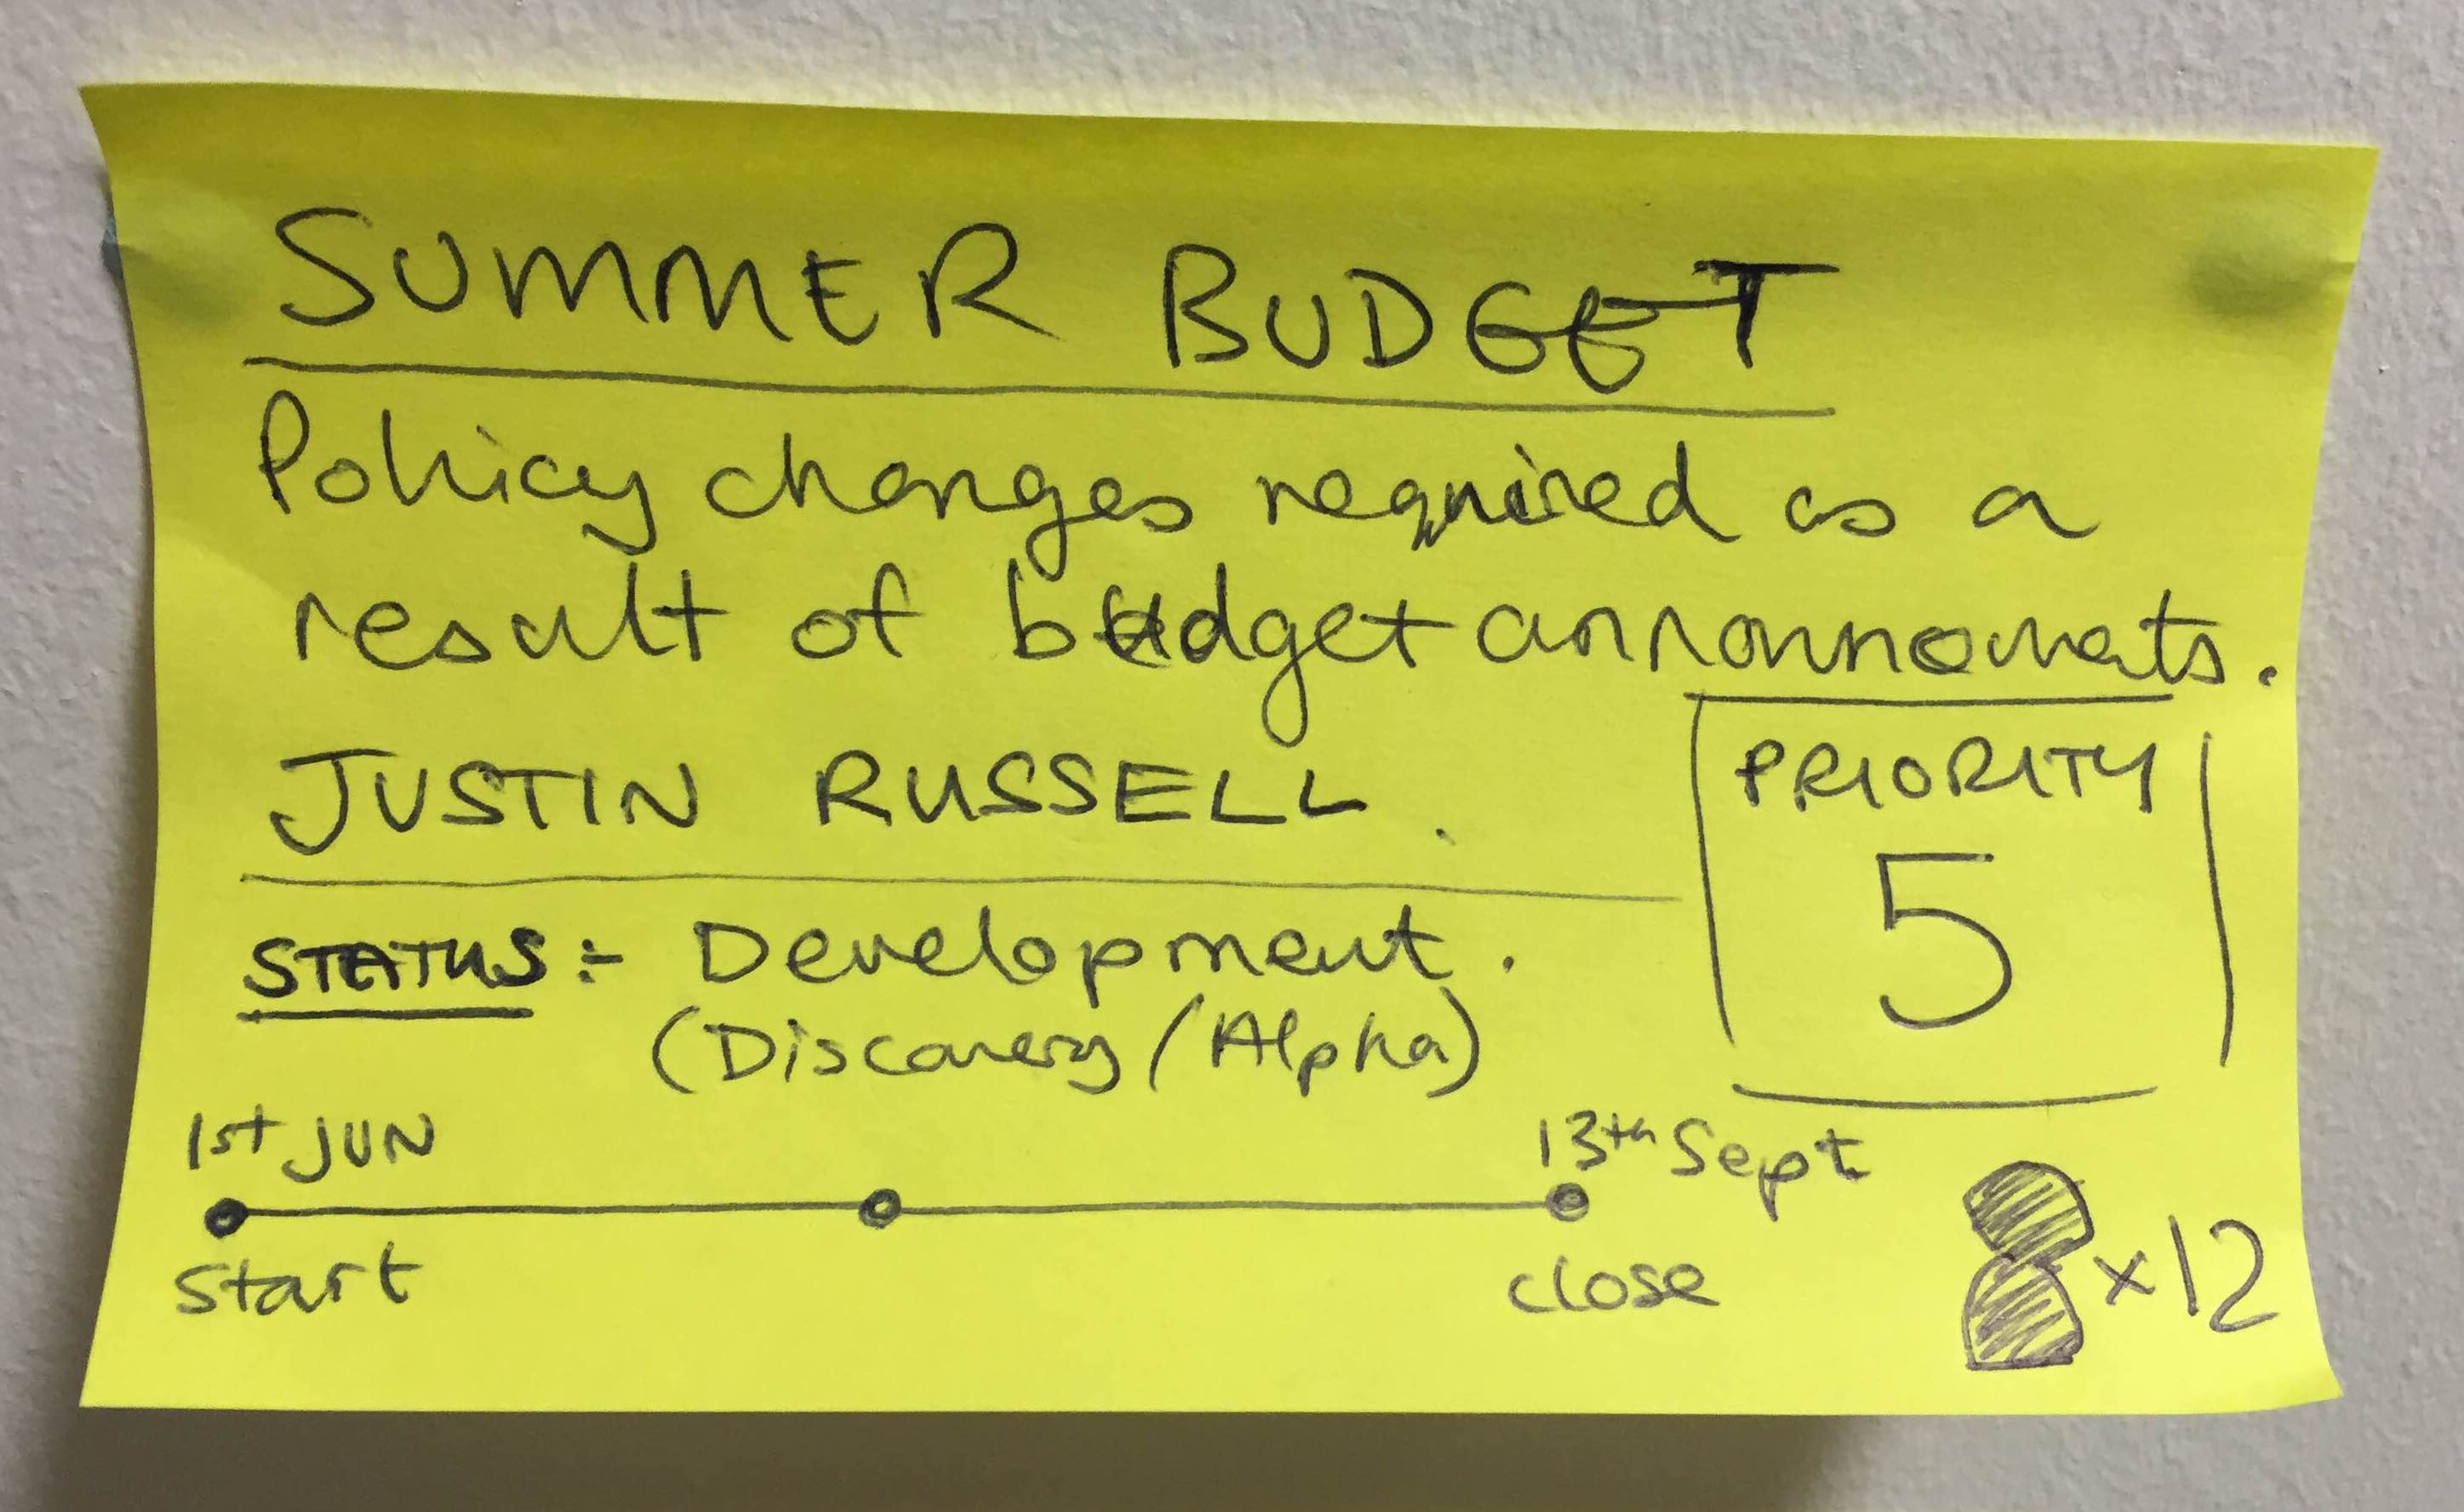 SUMMER BUDGET
Policy changes required as a
result of budget annonnomats.
JUSTIN RUSSELL.
PRIORITY
5
STATUS:- Development.
(Discovery/Alpha)
1st JUN
13th Sept
Start
close
x12